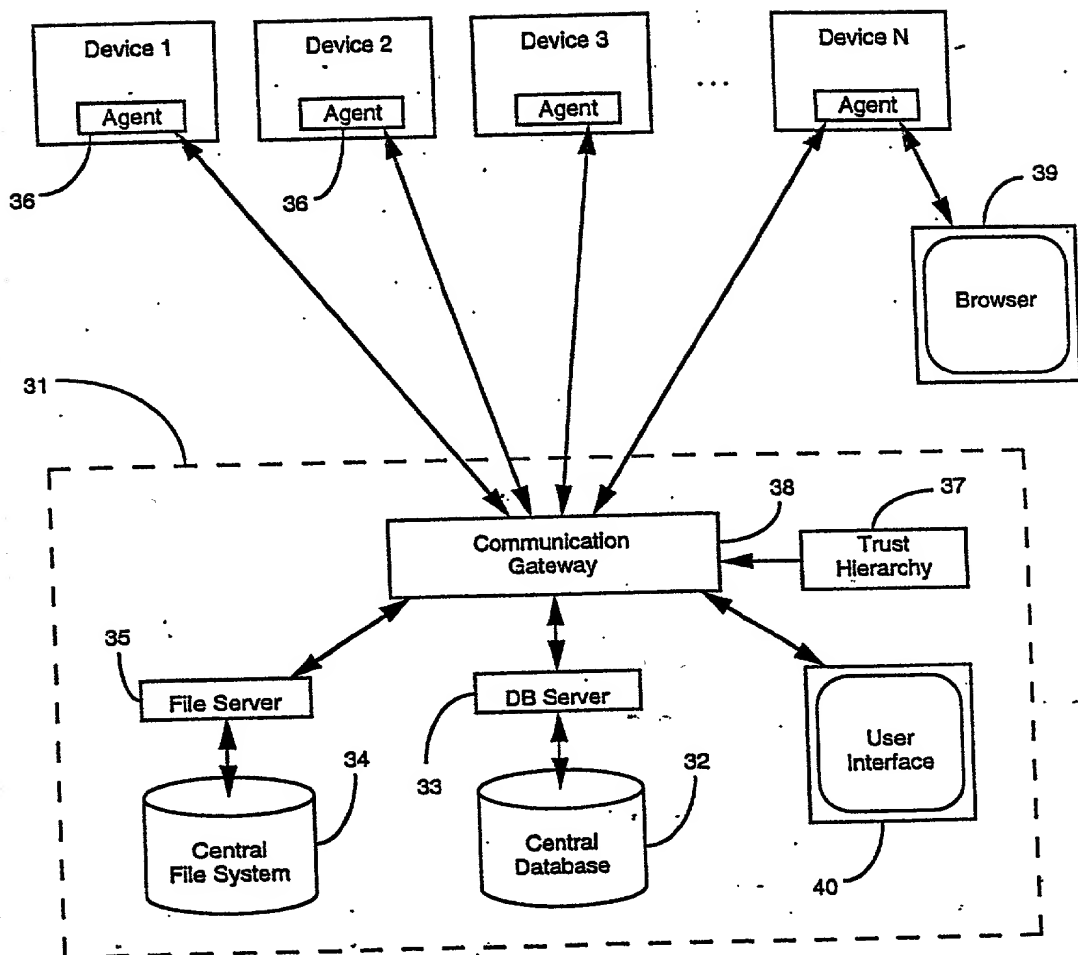 Device 1
Device 2
Device 3
...
Device N
Agent
Agent
Agent
Agent
36
36
39
Browser
31
38
37
Communication
Gateway
Trust
Hierarchy
35
File Server
DB Server
33
34
32
User
Interface
Central
File System
Central
Database
40